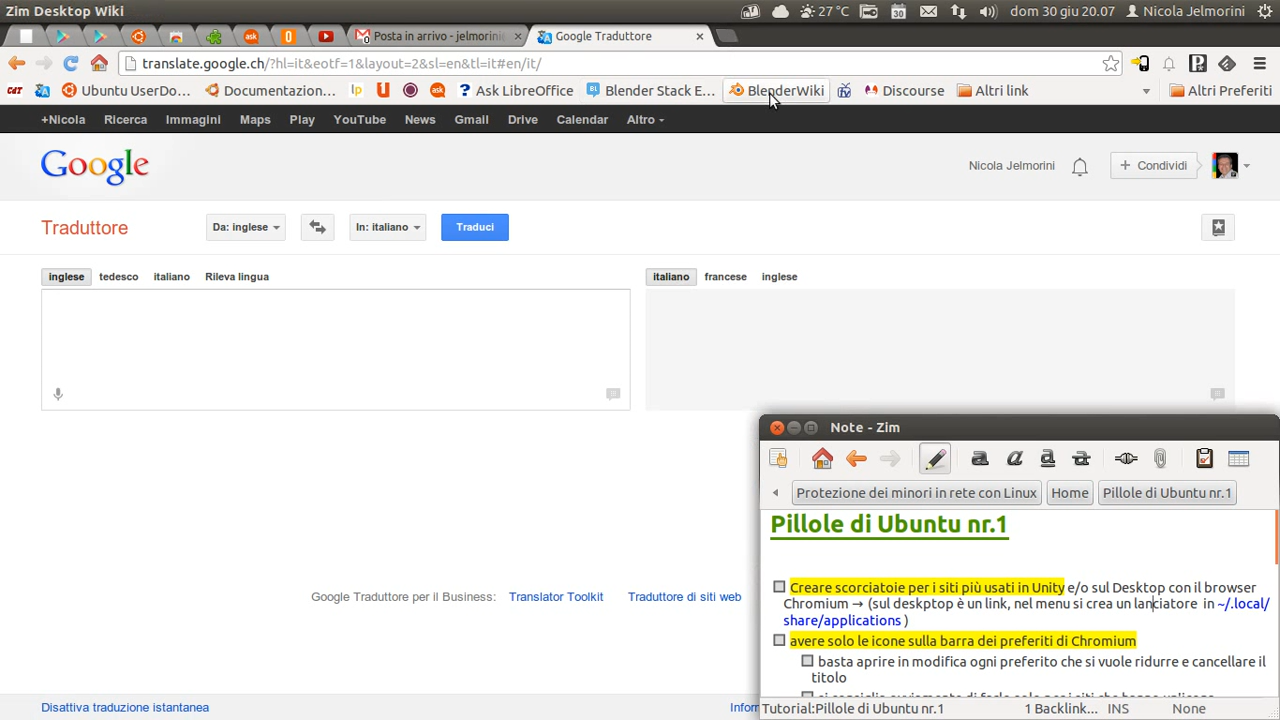 Zim Desktop Wiki
27 °C
30
dom 30 giu 20.07
Nicola Jelmorini
Posta in arrivo - jelmorini
Google Traduttore
translate.google.ch/?hl=it&eotf=1&layout=2&sl=en&tl=it#en/it/
CAT
Ubuntu UserDo...
Documentazion...
lp
U
ask
? Ask LibreOffice
Blender Stack E...
BlenderWiki
Discourse
Altri link
Altri Preferiti
+Nicola
Ricerca
Immagini
Maps
Play
YouTube
News
Gmail
Drive
Calendar
Altro
Google
Nicola Jelmorini
+ Condividi
Traduttore
Da: inglese
In: italiano
Traduci
inglese
tedesco
italiano
Rileva lingua
italiano
francese
inglese
Google Traduttore per il Business:
Translator Toolkit
Traduttore di siti web
Disattiva traduzione istantanea
Note - Zim
Protezione dei minori in rete con Linux
Home
Pillole di Ubuntu nr.1
Pillole di Ubuntu nr.1
Creare scorciatoie per i siti più usati in Unity e/o sul Desktop con il browser
Chromium → (sul deskptop è un link, nel menu si crea un lanciatore in ~/.local/
share/applications )
avere solo le icone sulla barra dei preferiti di Chromium
basta aprire in modifica ogni preferito che si vuole ridurre e cancellare il
titolo
Tutorial:Pillole di Ubuntu nr.1
1 Backlink...
INS
None